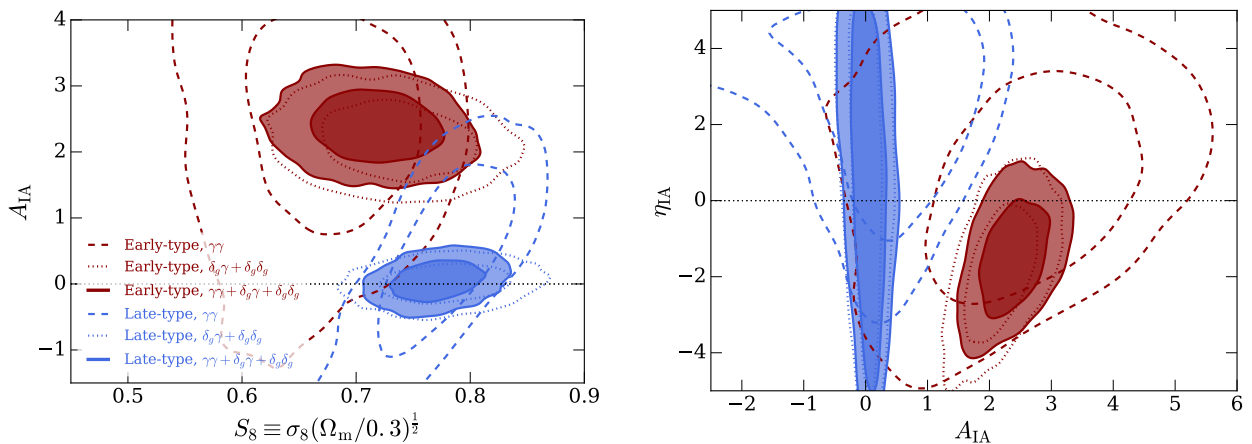 4
3
2
1
0
−1
A_IA
Early-type, γγ
Early-type, δ_gγ + δ_gδ_g
Early-type, γγ + δ_gγ + δ_gδ_g
Late-type, γγ
Late-type, δ_gγ + δ_gδ_g
Late-type, γγ + δ_gγ + δ_gδ_g
0.5 0.6 0.7 0.8 0.9
S_8 ≡ σ_8(Ω_m/0.3)^{1/2}
4
2
0
−2
−4
η_IA
−2 −1 0 1 2 3 4 5 6
A_IA